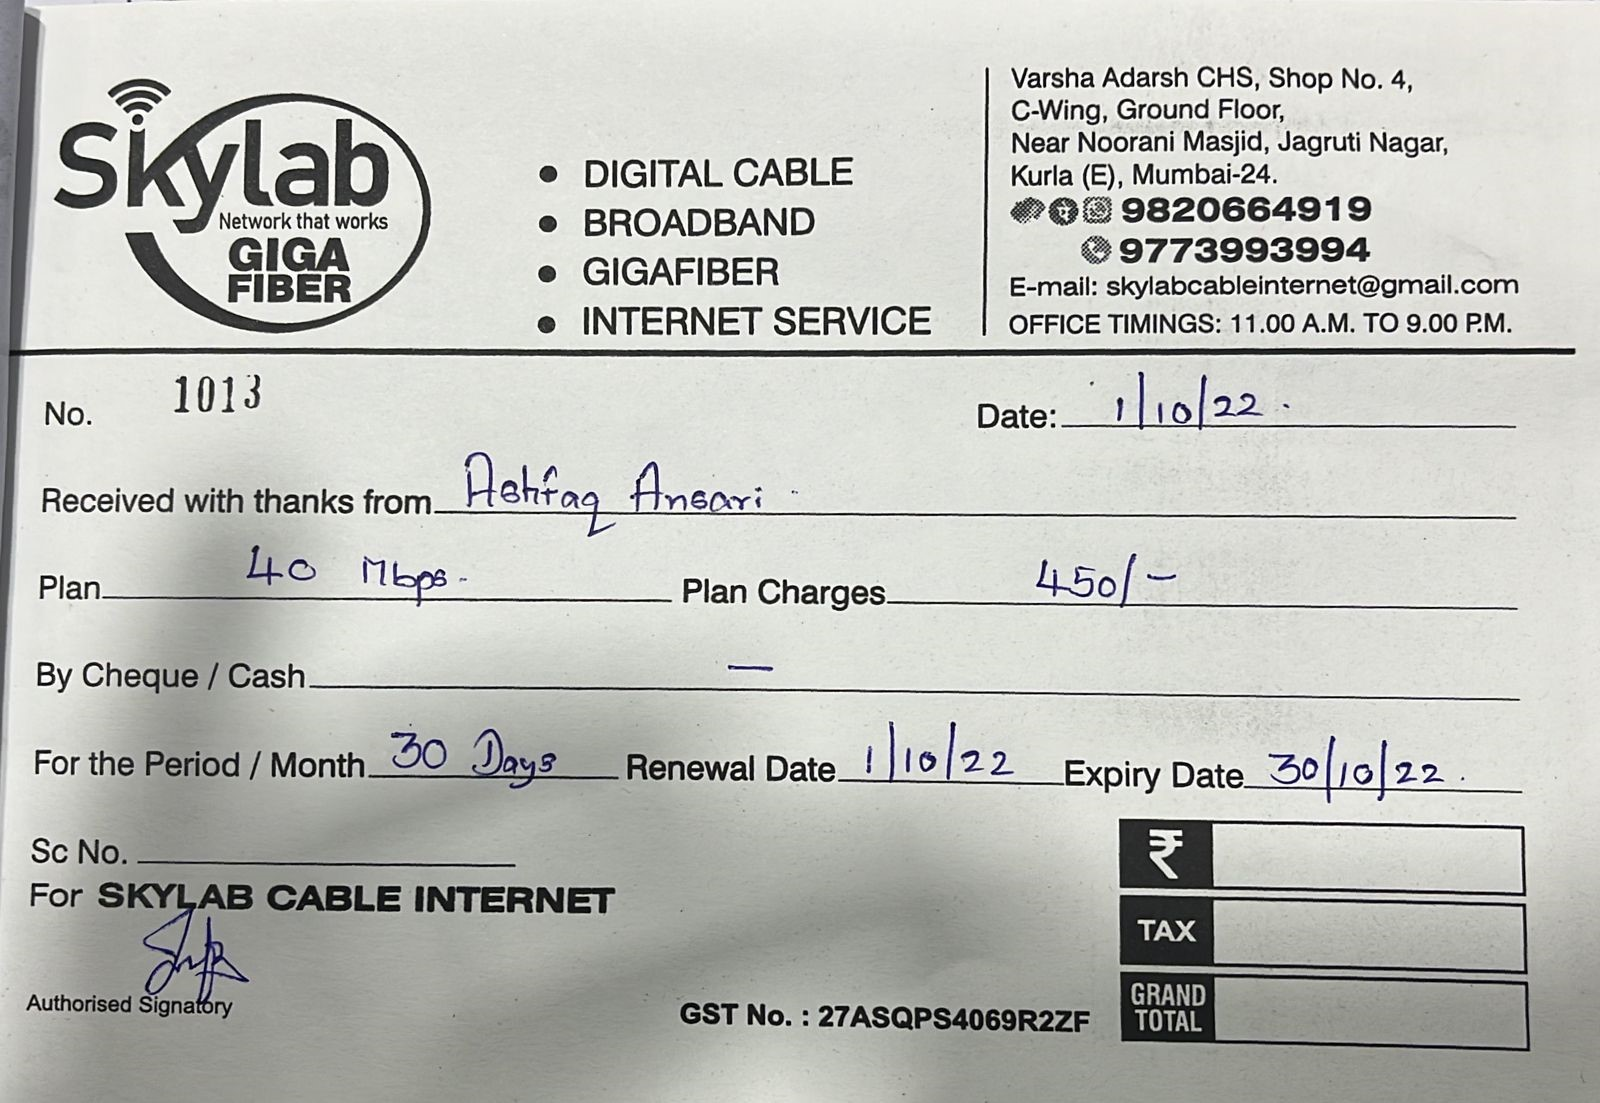 Skylab
Network that works
GIGA
FIBER
• DIGITAL CABLE
• BROADBAND
• GIGAFIBER
• INTERNET SERVICE
Varsha Adarsh CHS, Shop No. 4,
C-Wing, Ground Floor,
Near Noorani Masjid, Jagruti Nagar,
Kurla (E), Mumbai-24.
9820664919
9773993994
E-mail: skylabcableinternet@gmail.com
OFFICE TIMINGS: 11.00 A.M. TO 9.00 P.M.
No. 1013 Date: 1/10/22.
Received with thanks from Ashfaq Ansari
Plan 40 Mbps. Plan Charges 450/-
By Cheque / Cash —
For the Period / Month 30 Days Renewal Date 1/10/22 Expiry Date 30/10/22.
Sc No.
For SKYLAB CABLE INTERNET
Authorised Signatory
GST No. : 27ASQPS4069R2ZF
₹
TAX
GRAND
TOTAL